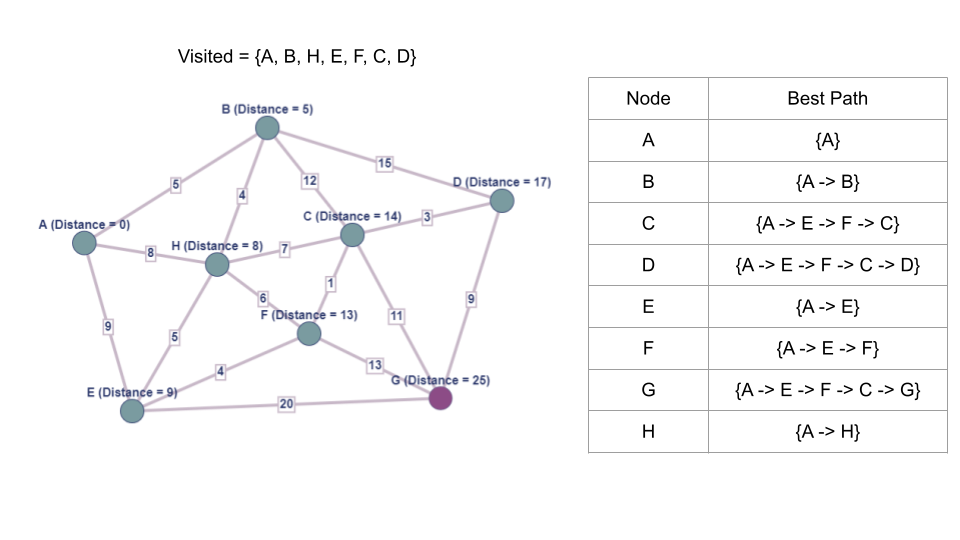 Visited = {A, B, H, E, F, C, D}
B (Distance = 5)
15
5
12
D (Distance = 17)
4
C (Distance = 14)
3
A (Distance = 0)
H (Distance = 8)
7
8
1
6
9
F (Distance = 13)
11
9
5
13
4
G (Distance = 25)
E (Distance = 9)
20
Node Best Path
A {A}
B {A -> B}
C {A -> E -> F -> C}
D {A -> E -> F -> C -> D}
E {A -> E}
F {A -> E -> F}
G {A -> E -> F -> C -> G}
H {A -> H}